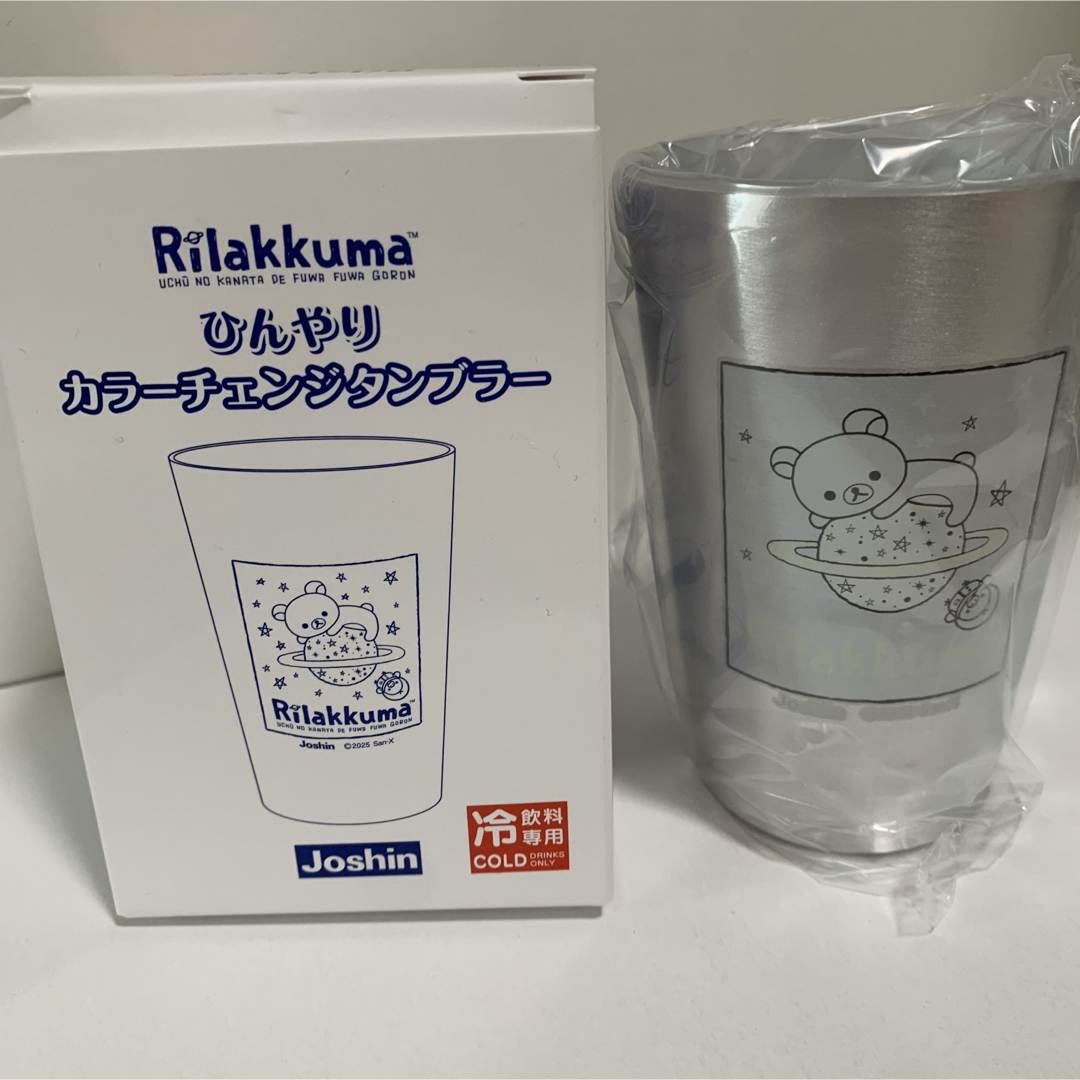 Rilakkuma™
UCHŪ NO KANATA DE FUWA FUWA GORON
ひんやり
カラーチェンジタンブラー
Rilakkuma™
UCHŪ NO KANATA DE FUWA FUWA GORON
Joshin ©2025 San-X
Joshin
冷 飲料
専用
COLD DRINKS
ONLY